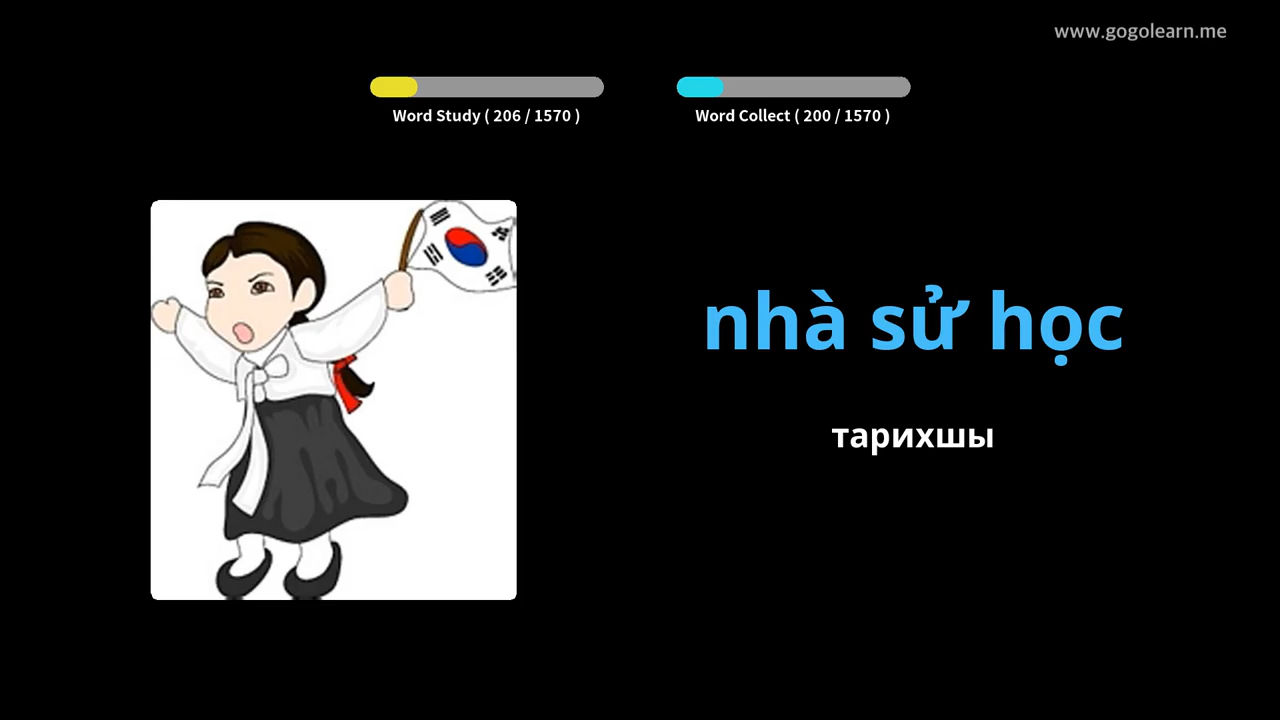 www.gogolearn.me
Word Study ( 206 / 1570 )
Word Collect ( 200 / 1570 )
nhà sử học
тарихшы